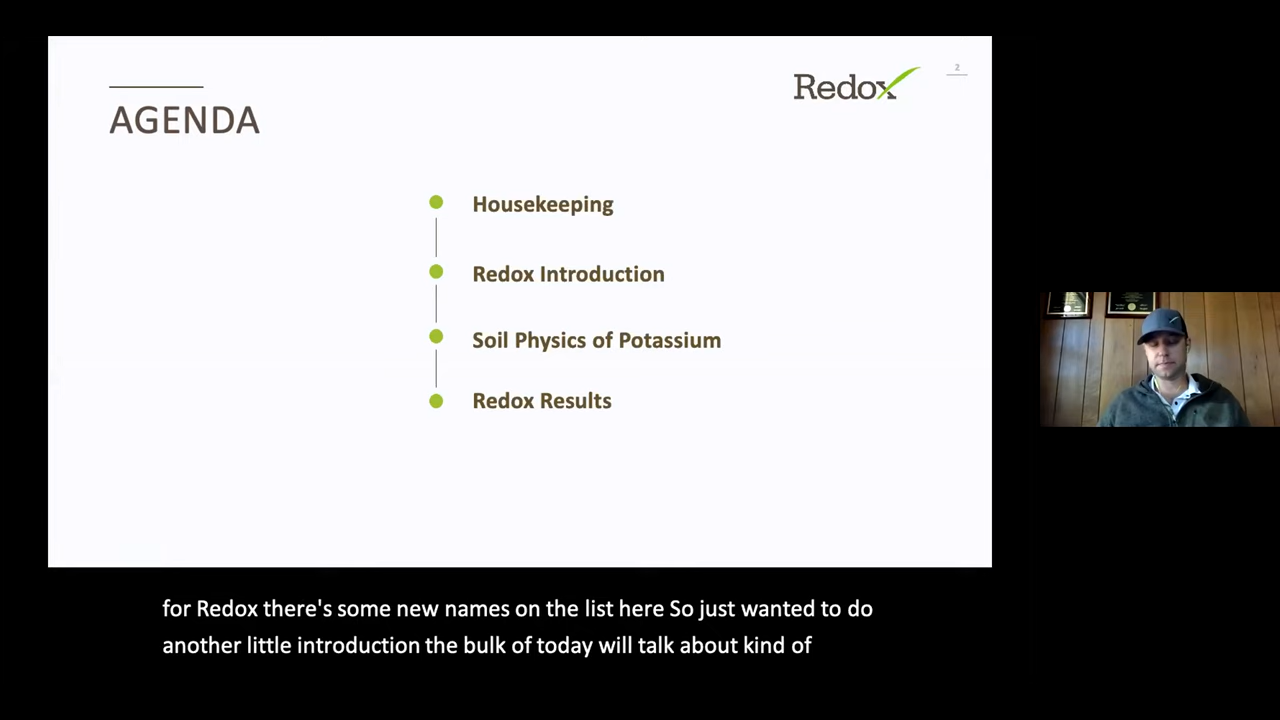 AGENDA
Redox
2
Housekeeping
Redox Introduction
Soil Physics of Potassium
Redox Results
for Redox there's some new names on the list here So just wanted to do
another little introduction the bulk of today will talk about kind of